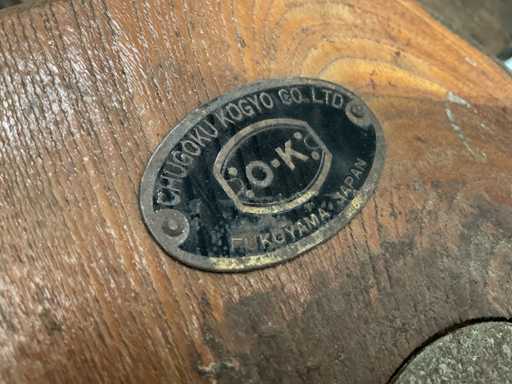 CHUGOKU KOGYO CO. LTD
O·K
FUKUYAMA·JAPAN